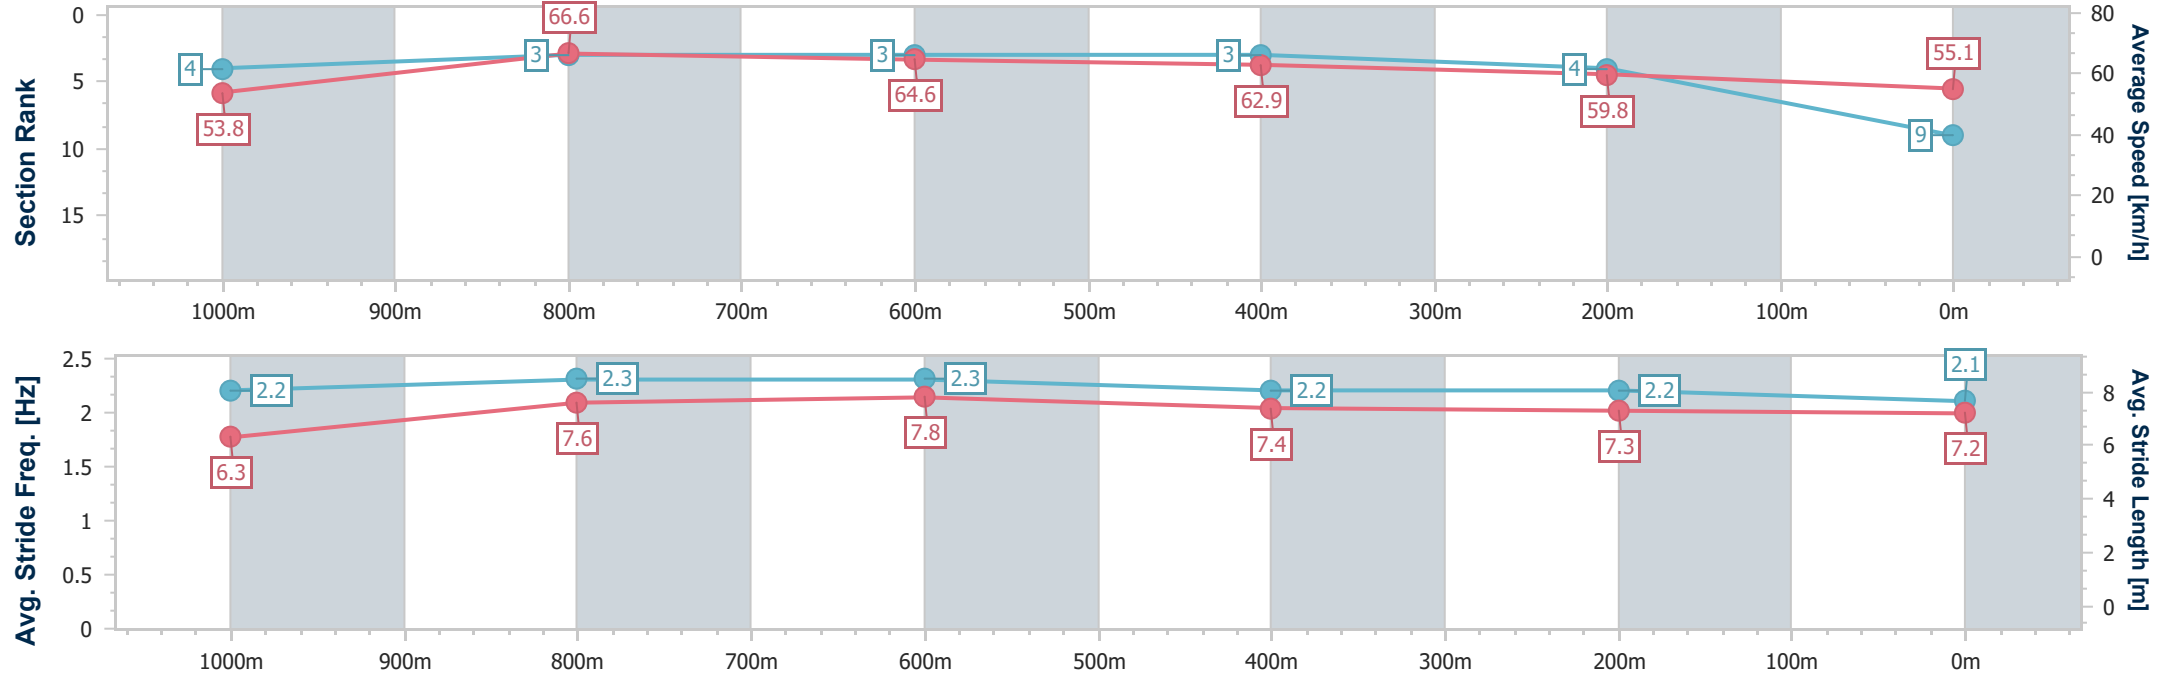 Section Rank
0
5
10
15
4
3
3
3
4
9
53.8
66.6
64.6
62.9
59.8
55.1
80
60
40
20
0
Average Speed [km/h]
1000m
900m
800m
700m
600m
500m
400m
300m
200m
100m
0m
Avg. Stride Freq. [Hz]
2.5
2
1.5
1
0.5
0
2.2
2.3
2.3
2.2
2.2
2.1
6.3
7.6
7.8
7.4
7.3
7.2
8
6
4
2
0
Avg. Stride Length [m]
1000m
900m
800m
700m
600m
500m
400m
300m
200m
100m
0m